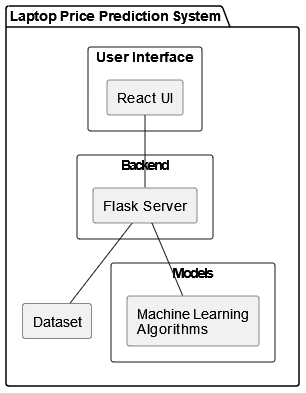 Laptop Price Prediction System
User Interface
React UI
Backend
Flask Server
Models
Dataset
Machine Learning
Algorithms